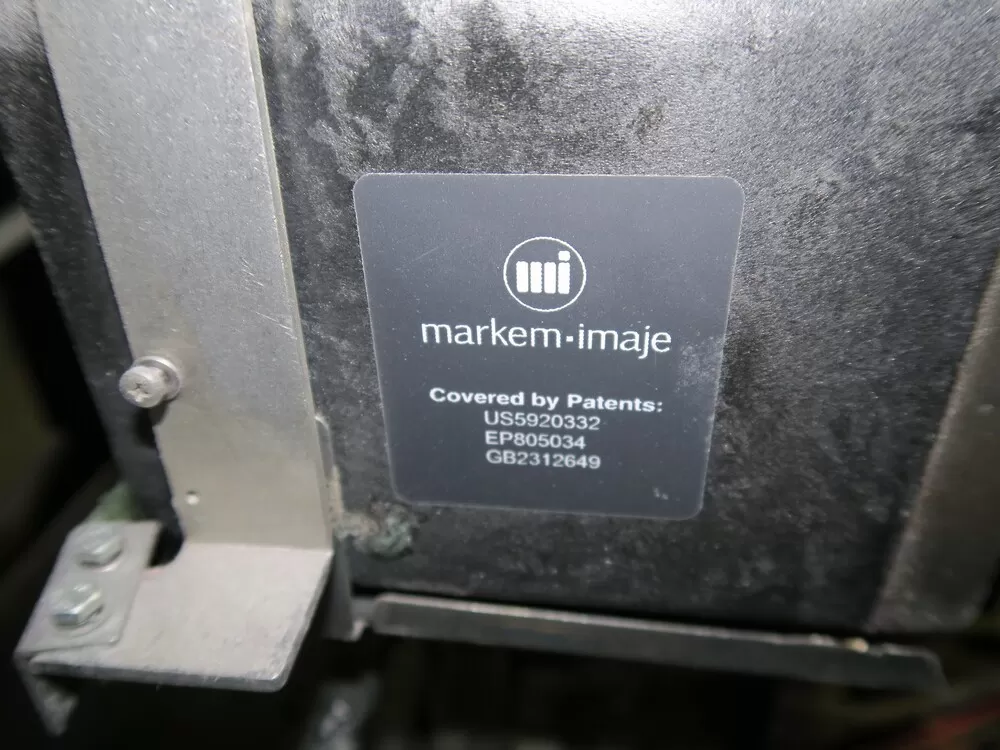 mi
markem·imaje
Covered by Patents:
US5920332
EP805034
GB2312649